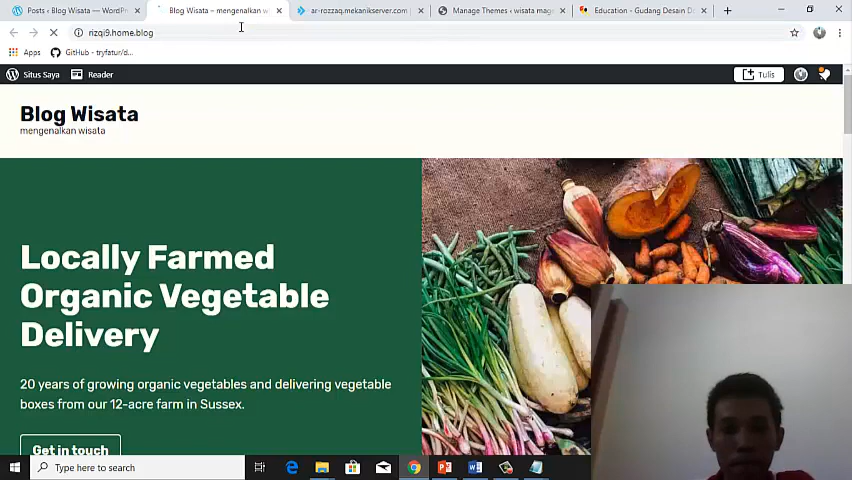 Posts ‹ Blog Wisata — WordPr
Blog Wisata – mengenalkan w
ar-rozzaq.mekanikserver.com |
Manage Themes ‹ wisata mag
Education - Gudang Desain D
rizqi9.home.blog
Apps
GitHub - tryfatur/d...
Situs Saya
Reader
Tulis
Blog Wisata
mengenalkan wisata
Locally Farmed
Organic Vegetable
Delivery
20 years of growing organic vegetables and delivering vegetable
boxes from our 12-acre farm in Sussex.
Get in touch
Type here to search